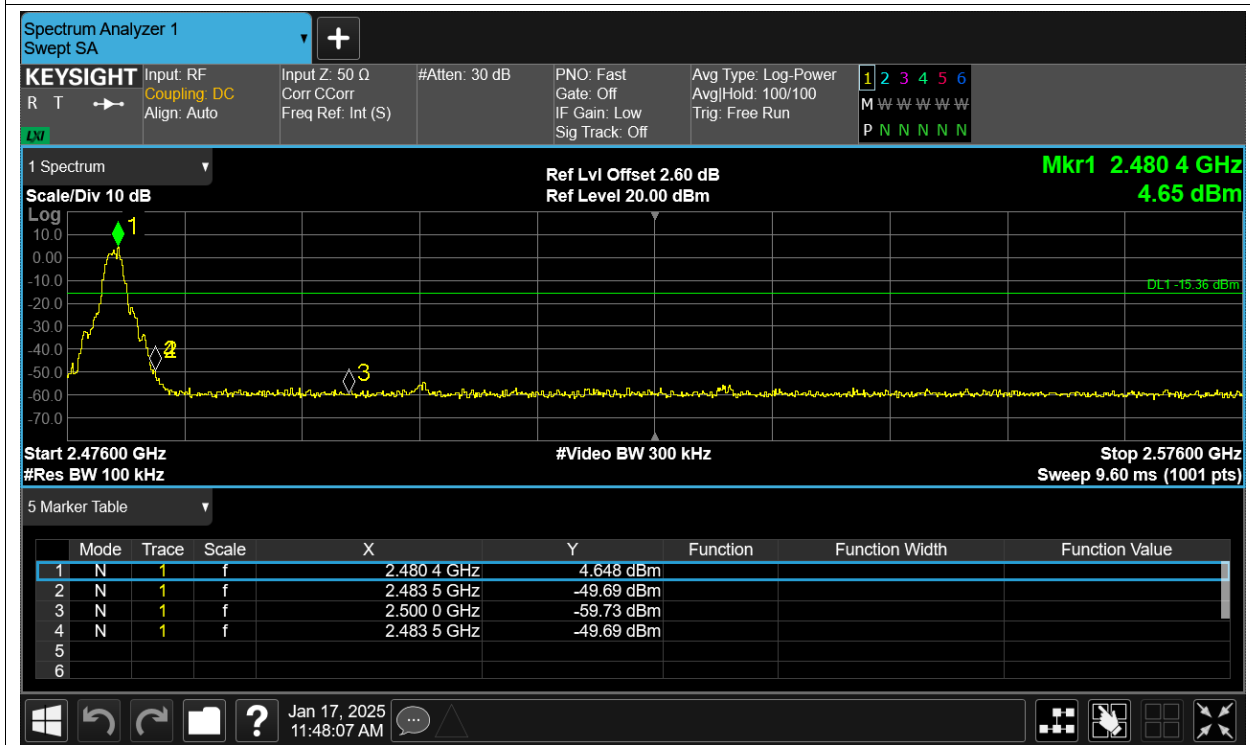 Spectrum Analyzer 1
Swept SA
+
KEYSIGHT
R T
LXI
Input: RF
Coupling: DC
Align: Auto
Input Z: 50 Ω
Corr CCorr
Freq Ref: Int (S)
#Atten: 30 dB
PNO: Fast
Gate: Off
IF Gain: Low
Sig Track: Off
Avg Type: Log-Power
Avg|Hold: 100/100
Trig: Free Run
1 2 3 4 5 6
M W W W W W
P N N N N N
1 Spectrum
Scale/Div 10 dB
Ref Lvl Offset 2.60 dB
Ref Level 20.00 dBm
Mkr1 2.480 4 GHz
4.65 dBm
Log
10.0
0.00
-10.0
-20.0
-30.0
-40.0
-50.0
-60.0
-70.0
1
DL1 -15.36 dBm
3
Start 2.47600 GHz
#Video BW 300 kHz
Stop 2.57600 GHz
#Res BW 100 kHz
Sweep 9.60 ms (1001 pts)
5 Marker Table
Mode Trace Scale X Y Function Function Width Function Value
1 N 1 f 2.480 4 GHz 4.648 dBm
2 N 1 f 2.483 5 GHz -49.69 dBm
3 N 1 f 2.500 0 GHz -59.73 dBm
4 N 1 f 2.483 5 GHz -49.69 dBm
5
6
?
Jan 17, 2025
11:48:07 AM